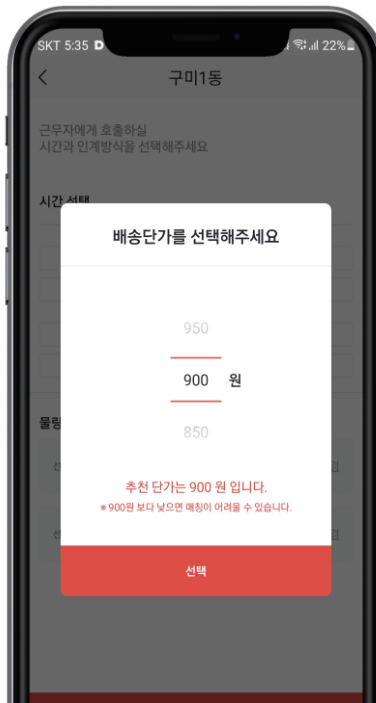 SKT 5:35
22%
구미1동
근무자에게 호출하실
시간과 인계방식을 선택해주세요
시간 선택
배송단가를 선택해주세요
950
900 원
850
물량
추천 단가는 900 원 입니다.
* 900원 보다 낮으면 매칭이 어려울 수 있습니다.
선택